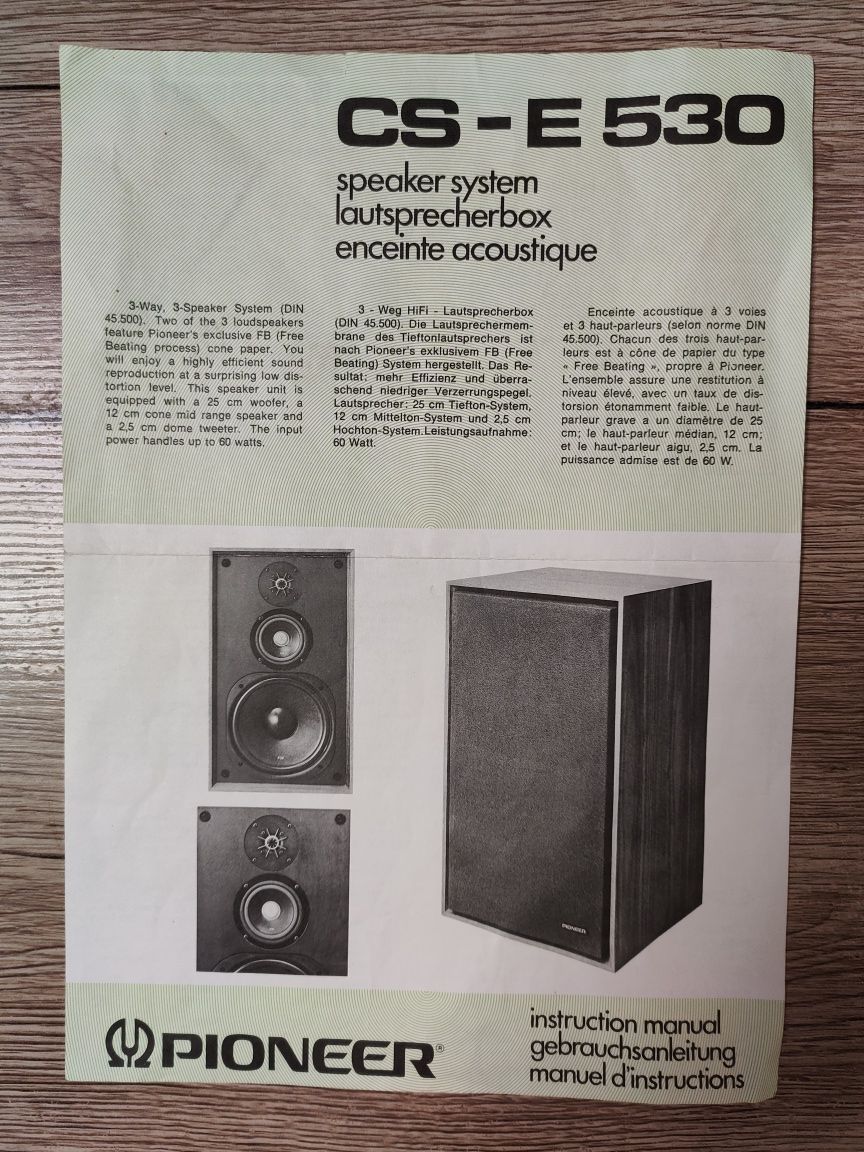 CS-E 530
speaker system
lautsprecherbox
enceinte acoustique
3-Way, 3-Speaker System (DIN
45.500). Two of the 3 loudspeakers
feature Pioneer's exclusive FB (Free
Beating process) cone paper. You
will enjoy a highly efficient sound
reproduction at a surprising low dis-
tortion level. This speaker unit is
equipped with a 25 cm woofer, a
12 cm cone mid range speaker and
a 2,5 cm dome tweeter. The input
power handles up to 60 watts.
3 - Weg HiFi - Lautsprecherbox
(DIN 45.500). Die Lautsprechermem-
brane des Tieftonlautsprechers ist
nach Pioneer's exklusivem FB (Free
Beating) System hergestellt. Das Re-
sultat: mehr Effizienz und überra-
schend niedriger Verzerrungspegel.
Lautsprecher: 25 cm Tiefton-System,
12 cm Mittelton-System und 2,5 cm
Hochton-System. Leistungsaufnahme:
60 Watt.
Enceinte acoustique à 3 voies
et 3 haut-parleurs (selon norme DIN
45.500). Chacun des trois haut-par-
leurs est à cône de papier du type
« Free Beating », propre à Pioneer.
L'ensemble assure une restitution à
niveau élevé, avec un taux de dis-
torsion étonamment faible. Le haut-
parleur grave a un diamètre de 25
cm; le haut-parleur médian, 12 cm;
et le haut-parleur aigu, 2,5 cm. La
puissance admise est de 60 W.
PIONEER
PIONEER®
instruction manual
gebrauchsanleitung
manuel d'instructions